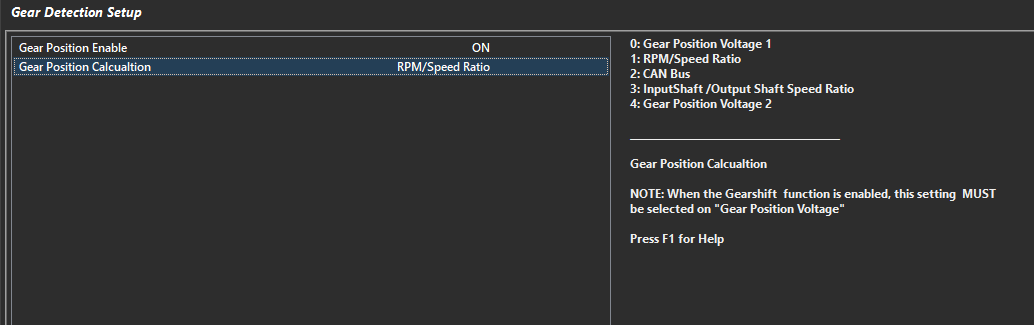 Gear Detection Setup
Gear Position Enable ON
Gear Position Calcualtion RPM/Speed Ratio
0: Gear Position Voltage 1
1: RPM/Speed Ratio
2: CAN Bus
3: InputShaft /Output Shaft Speed Ratio
4: Gear Position Voltage 2
Gear Position Calcualtion
NOTE: When the Gearshift  function is enabled, this setting  MUST
be selected on "Gear Position Voltage"
Press F1 for Help